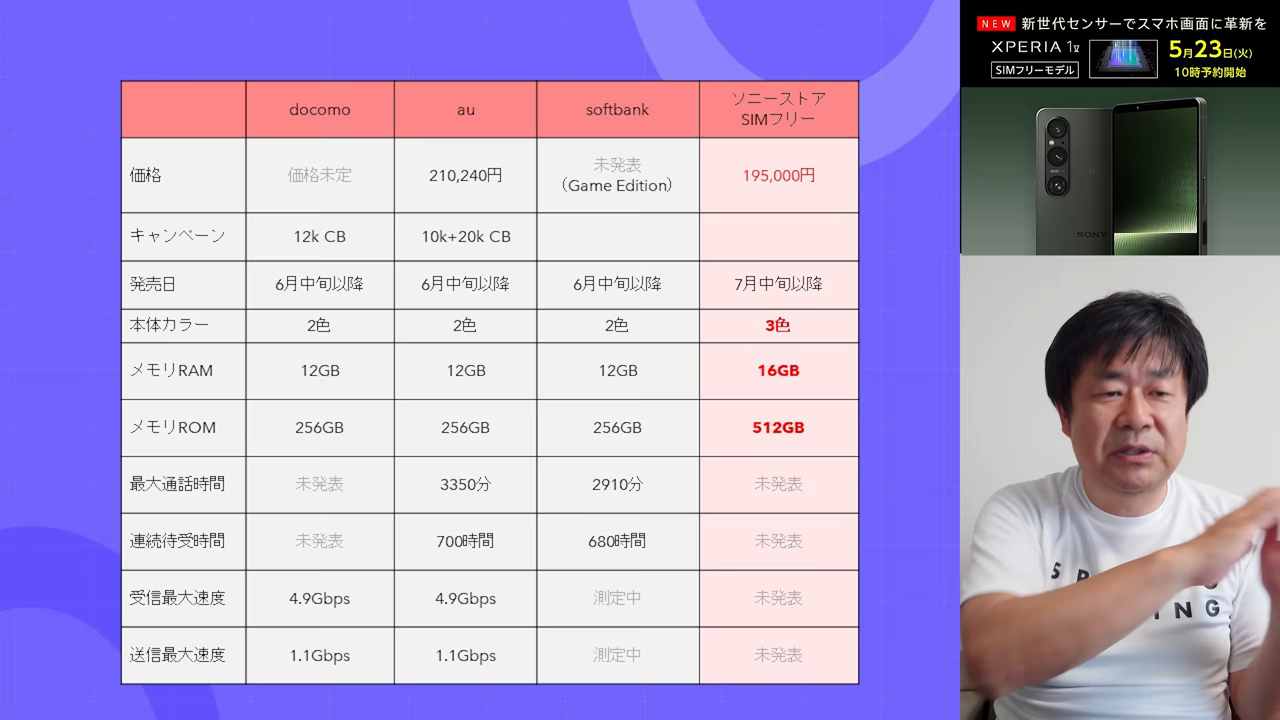 docomo
au
softbank
ソニーストア
SIMフリー
価格
価格未定
210,240円
未発表
(Game Edition)
195,000円
キャンペーン
12k CB
10k+20k CB
発売日
6月中旬以降
6月中旬以降
6月中旬以降
7月中旬以降
本体カラー
2色
2色
2色
3色
メモリRAM
12GB
12GB
12GB
16GB
メモリROM
256GB
256GB
256GB
512GB
最大通話時間
未発表
3350分
2910分
未発表
連続待受時間
未発表
700時間
680時間
未発表
受信最大速度
4.9Gbps
4.9Gbps
測定中
未発表
送信最大速度
1.1Gbps
1.1Gbps
測定中
未発表
NEW 新世代センサーでスマホ画面に革新を
XPERIA 1 V
SIMフリーモデル
5月23日(火)
10時予約開始
SONY